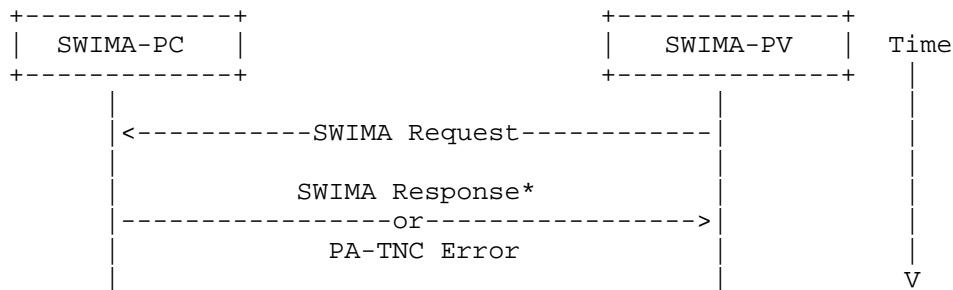 SWIMA-PC SWIMA-PV Time
SWIMA Request
SWIMA Response*
or
PA-TNC Error
V